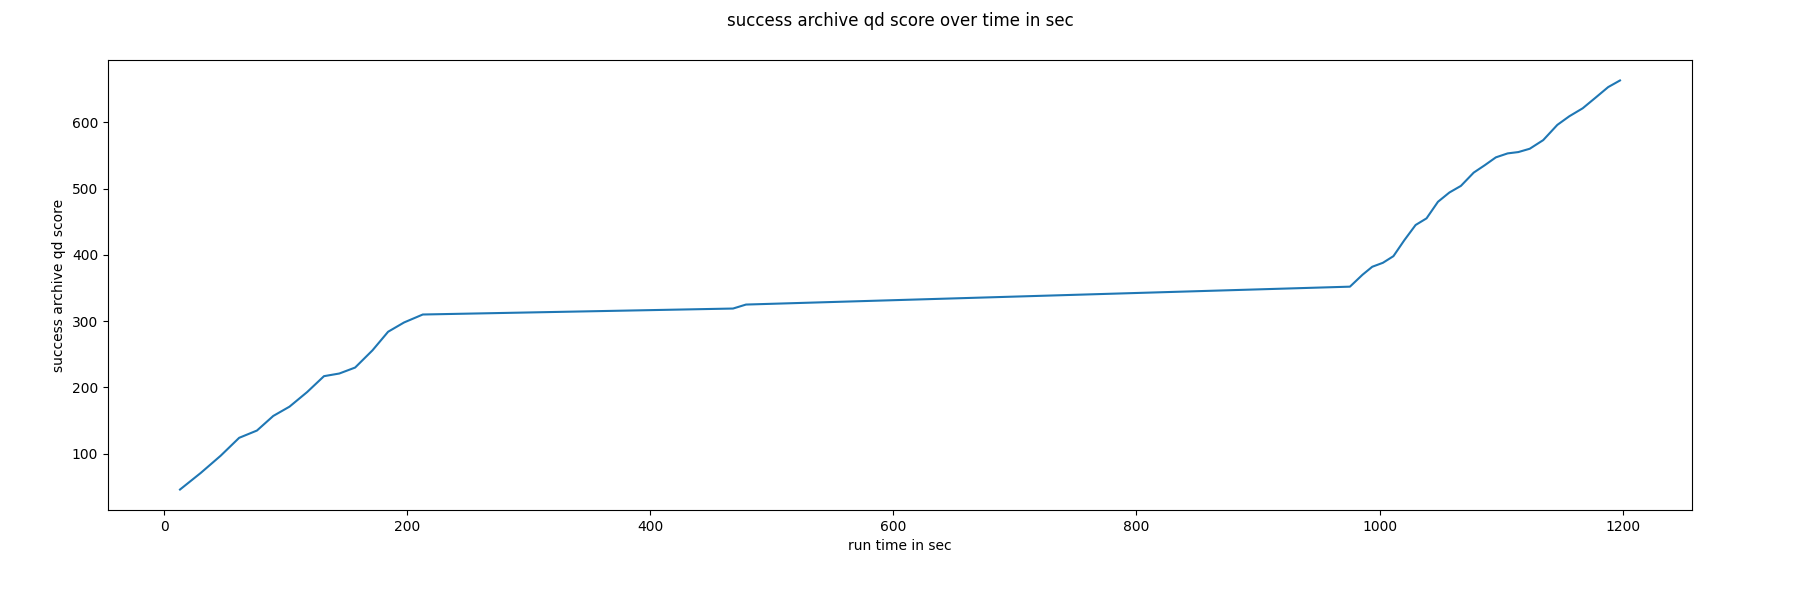 success archive qd score over time in sec
success archive qd score
600
500
400
300
200
100
0 200 400 600 800 1000 1200
run time in sec